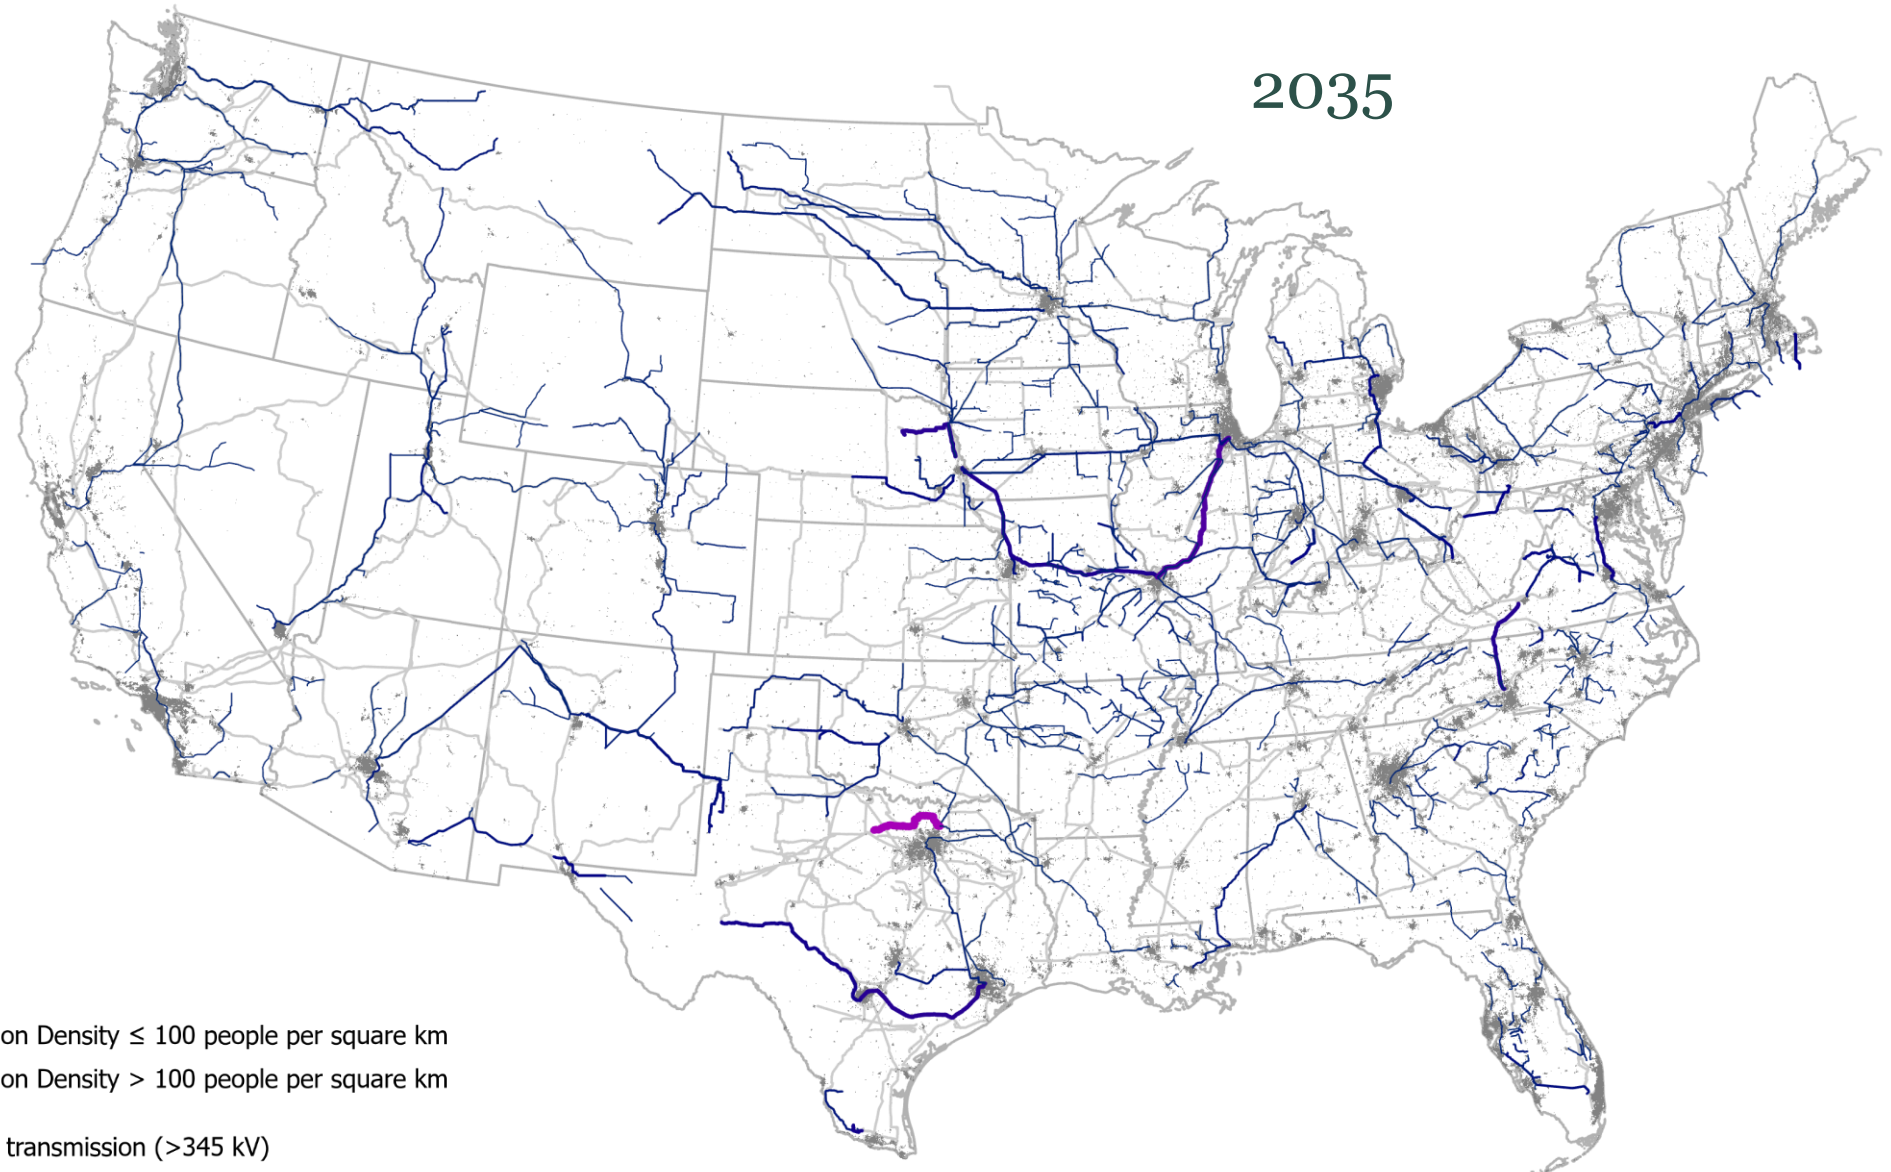 2035
on Density ≤ 100 people per square km
on Density > 100 people per square km
transmission (>345 kV)